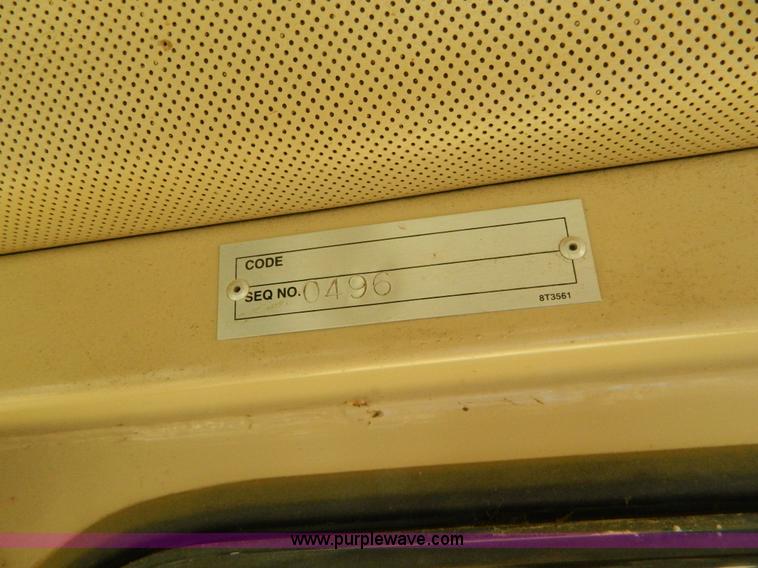 CODE
SEQ NO. 0496
8T3561
www.purplewave.com